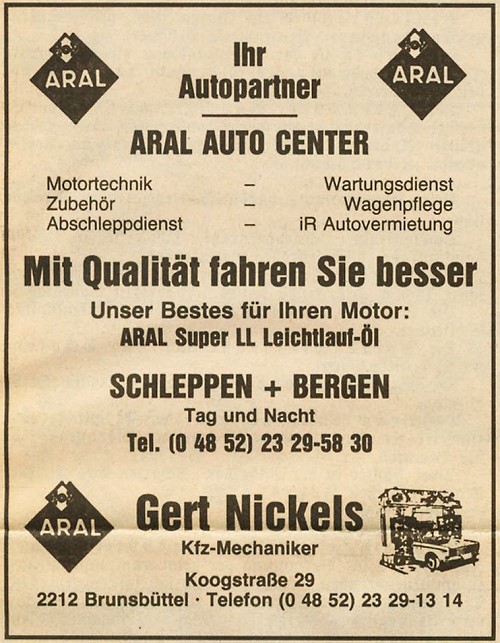 ARAL
Ihr
Autopartner
ARAL
ARAL AUTO CENTER
Motortechnik – Wartungsdienst
Zubehör – Wagenpflege
Abschleppdienst – iR Autovermietung
Mit Qualität fahren Sie besser
Unser Bestes für Ihren Motor:
ARAL Super LL Leichtlauf-Öl
SCHLEPPEN + BERGEN
Tag und Nacht
Tel. (0 48 52) 23 29-58 30
ARAL
Gert Nickels
Kfz-Mechaniker
Koogstraße 29
2212 Brunsbüttel · Telefon (0 48 52) 23 29-13 14